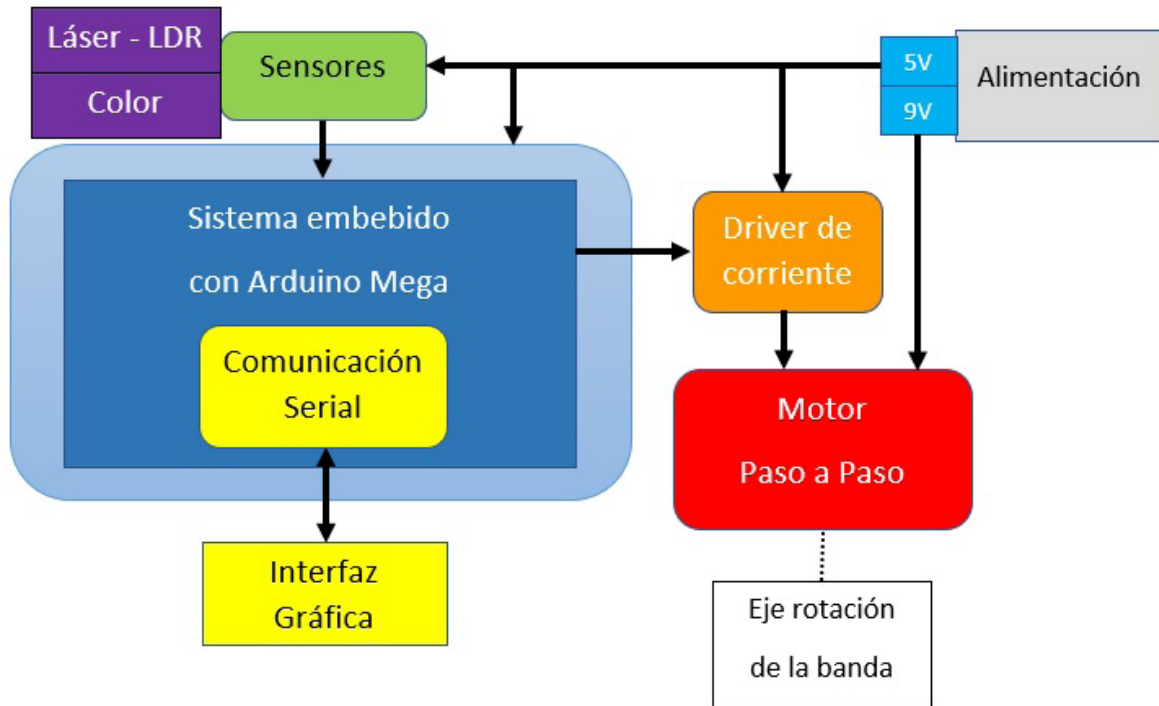 Láser - LDR
Color
Sensores
5V
9V
Alimentación
Sistema embebido
con Arduino Mega
Comunicación
Serial
Driver de
corriente
Motor
Paso a Paso
Interfaz
Gráfica
Eje rotación
de la banda